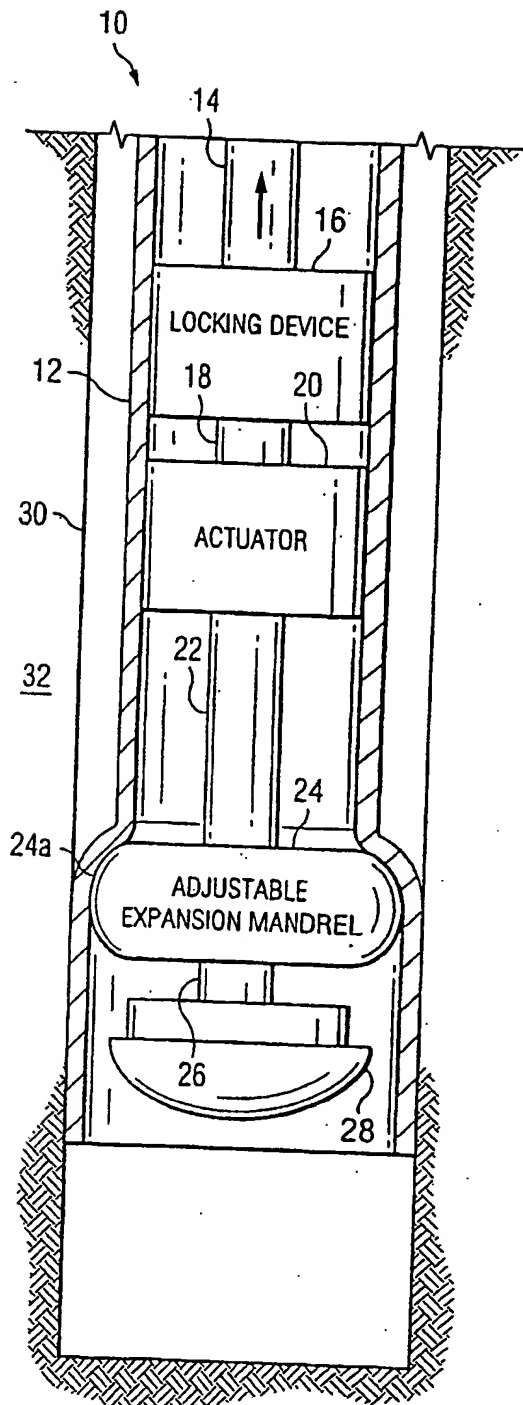 10
14
16
LOCKING DEVICE
12
18
20
30
ACTUATOR
32
22
24
24a
ADJUSTABLE
EXPANSION MANDREL
26
28